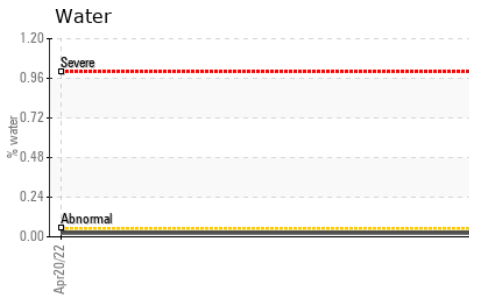 Water
1.20
Severe
0.96
0.72
% water
0.48
0.24
Abnormal
0.00
Apr20/22